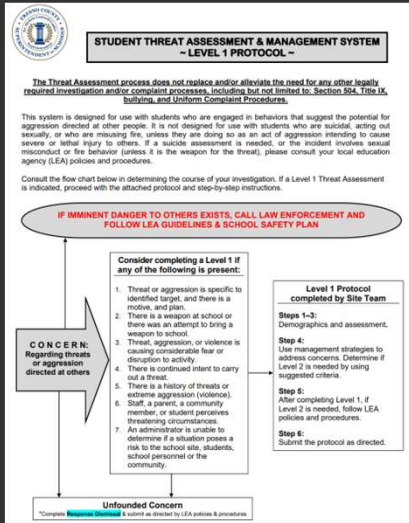 FRESNO COUNTY
SUPERINTENDENT OF SCHOOLS
STUDENT THREAT ASSESSMENT & MANAGEMENT SYSTEM
~ LEVEL 1 PROTOCOL ~
The Threat Assessment process does not replace and/or alleviate the need for any other legally
required investigation and/or complaint processes, including but not limited to: Section 504, Title IX,
bullying, and Uniform Complaint Procedures.
This system is designed for use with students who are engaged in behaviors that suggest the potential for
aggression directed at other people. It is not designed for use with students who are suicidal, acting out
sexually, or who are misusing fire, unless they are doing so as an act of aggression intending to cause
severe or lethal injury to others. If a suicide assessment is needed, or the incident involves sexual
misconduct or fire behavior (unless it is the weapon for the threat), please consult your local education
agency (LEA) policies and procedures.
Consult the flow chart below in determining the course of your investigation. If a Level 1 Threat Assessment
is indicated, proceed with the attached protocol and step-by-step instructions.
IF IMMINENT DANGER TO OTHERS EXISTS, CALL LAW ENFORCEMENT AND
FOLLOW LEA GUIDELINES & SCHOOL SAFETY PLAN
CONCERN:
Regarding threats
or aggression
directed at others
Consider completing a Level 1 if
any of the following is present:
1. Threat or aggression is specific to
identified target, and there is a
motive, and plan.
2. There is a weapon at school or
there was an attempt to bring a
weapon to school.
3. Threat, aggression, or violence is
causing considerable fear or
disruption to activity.
4. There is continued intent to carry
out a threat.
5. There is a history of threats or
extreme aggression (violence).
6. Staff, a parent, a community
member, or student perceives
threatening circumstances.
7. An administrator is unable to
determine if a situation poses a
risk to the school site, students,
school personnel or the
community.
Level 1 Protocol
completed by Site Team
Steps 1–3:
Demographics and assessment.
Step 4:
Use management strategies to
address concerns. Determine if
Level 2 is needed by using
suggested criteria.
Step 5:
After completing Level 1, if
Level 2 is needed, follow LEA
policies and procedures.
Step 6:
Submit the protocol as directed.
Unfounded Concern
*Complete Response Dismissal & submit as directed by LEA policies & procedures